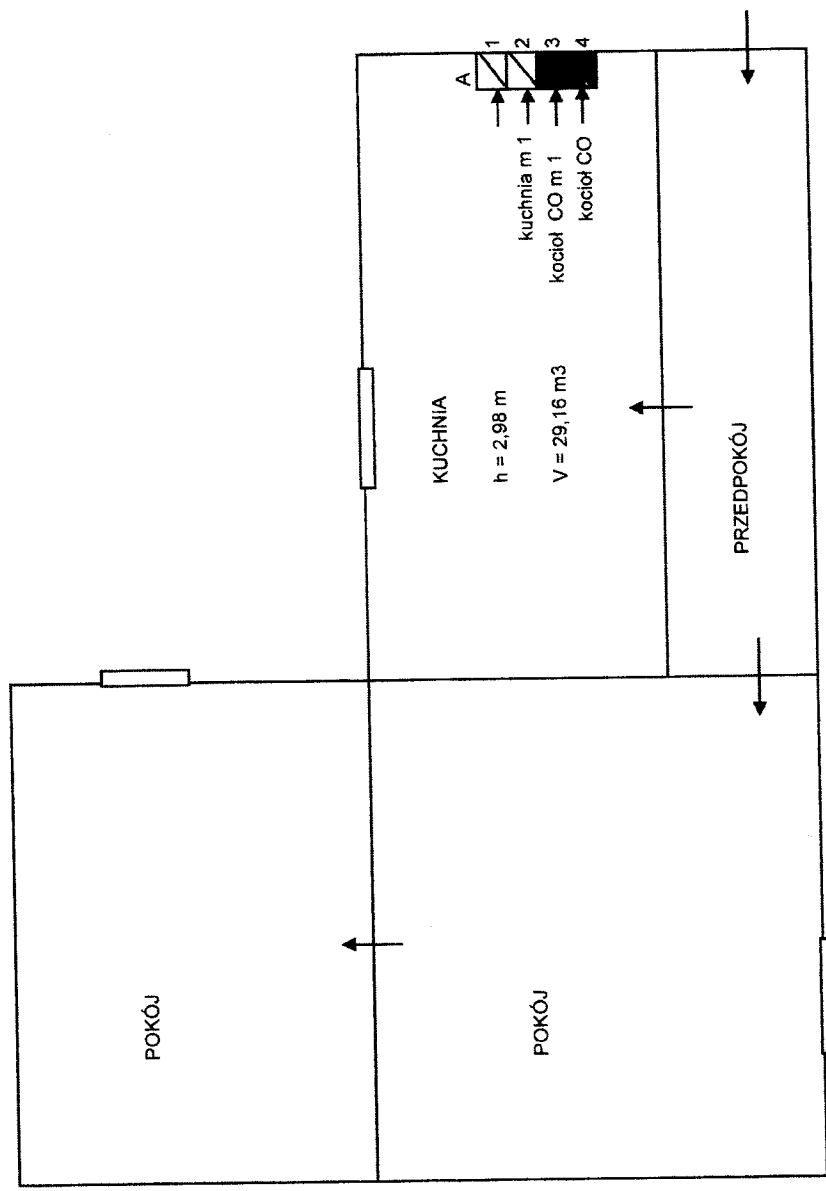 A
1
2
3
4
kuchnia m 1
kocioł CO m 1
kocioł CO
KUCHNIA
h = 2,98 m
V = 29,16 m3
PRZEDPOKÓJ
POKÓJ
POKÓJ